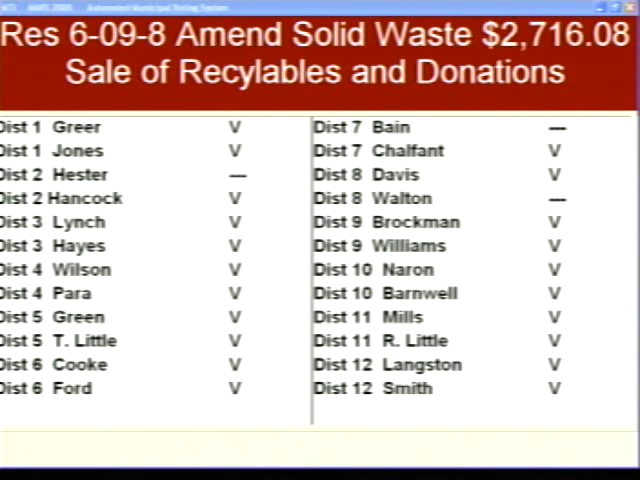 Automated Municipal Voting System
Res 6-09-8 Amend Solid Waste $2,716.08
Sale of Recylables and Donations
Dist 1 Greer V
Dist 1 Jones V
Dist 2 Hester —
Dist 2 Hancock V
Dist 3 Lynch V
Dist 3 Hayes V
Dist 4 Wilson V
Dist 4 Para V
Dist 5 Green V
Dist 5 T. Little V
Dist 6 Cooke V
Dist 6 Ford V
Dist 7 Bain —
Dist 7 Chalfant V
Dist 8 Davis V
Dist 8 Walton —
Dist 9 Brockman V
Dist 9 Williams V
Dist 10 Naron V
Dist 10 Barnwell V
Dist 11 Mills V
Dist 11 R. Little V
Dist 12 Langston V
Dist 12 Smith V